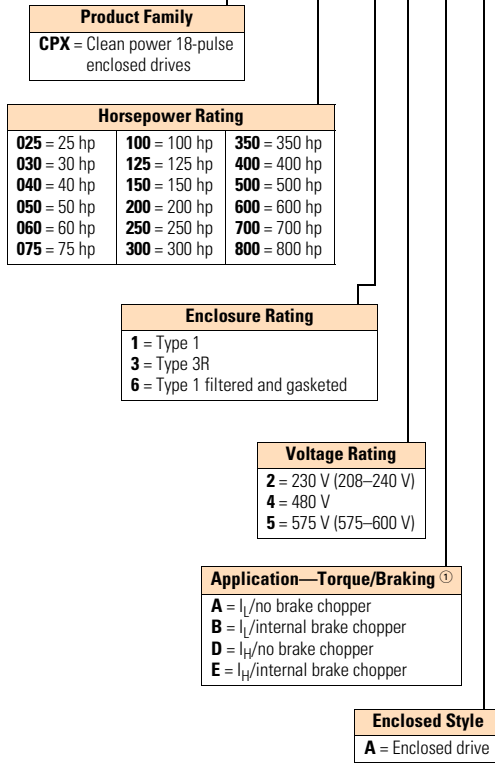 Product Family
CPX = Clean power 18-pulse
enclosed drives
Horsepower Rating
025 = 25 hp 100 = 100 hp 350 = 350 hp
030 = 30 hp 125 = 125 hp 400 = 400 hp
040 = 40 hp 150 = 150 hp 500 = 500 hp
050 = 50 hp 200 = 200 hp 600 = 600 hp
060 = 60 hp 250 = 250 hp 700 = 700 hp
075 = 75 hp 300 = 300 hp 800 = 800 hp
Enclosure Rating
1 = Type 1
3 = Type 3R
6 = Type 1 filtered and gasketed
Voltage Rating
2 = 230 V (208–240 V)
4 = 480 V
5 = 575 V (575–600 V)
Application—Torque/Braking ①
A = IL/no brake chopper
B = IL/internal brake chopper
D = IH/no brake chopper
E = IH/internal brake chopper
Enclosed Style
A = Enclosed drive